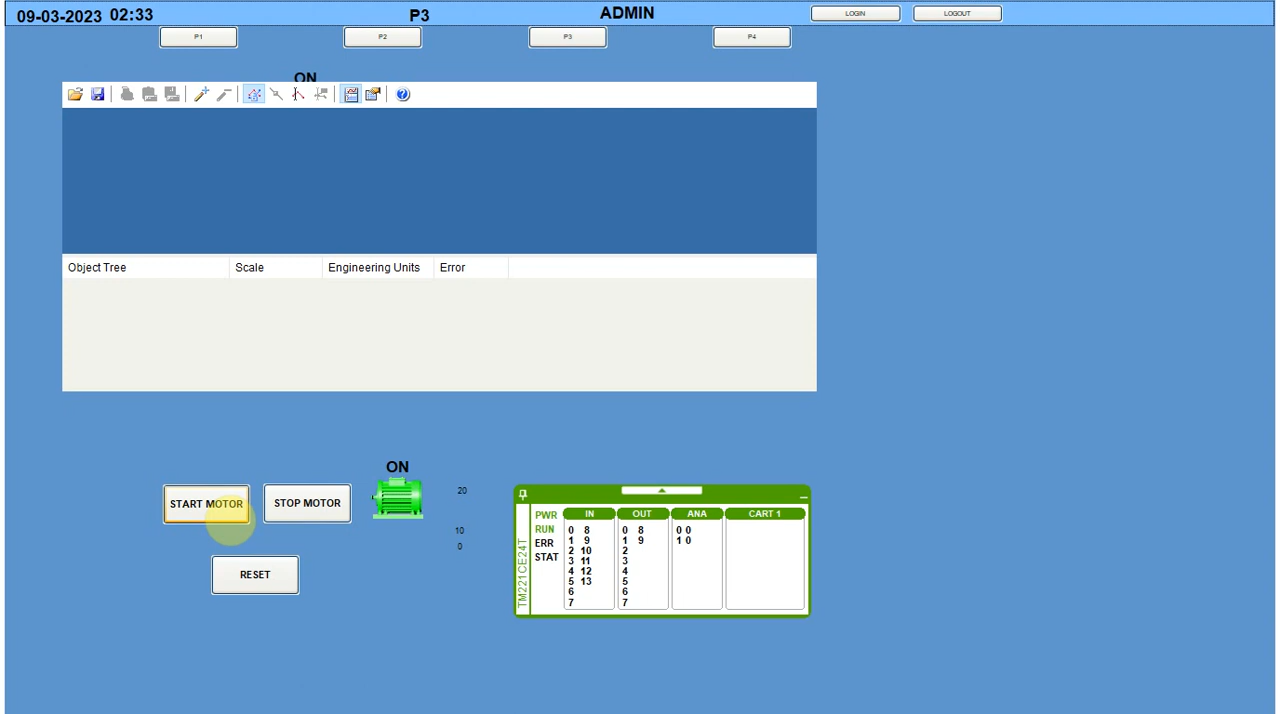 09-03-2023 02:33 P3 ADMIN LOGIN LOGOUT
P1 P2 P3 P4
ON
Object Tree Scale Engineering Units Error
ON
START MOTOR STOP MOTOR
RESET
20
10
0
TM221CE24T
PWR
RUN
ERR
STAT
IN OUT ANA CART 1
0 8 0 8 0 0
1 9 1 9 1 0
2 10 2
3 11 3
4 12 4
5 13 5
6 6
7 7